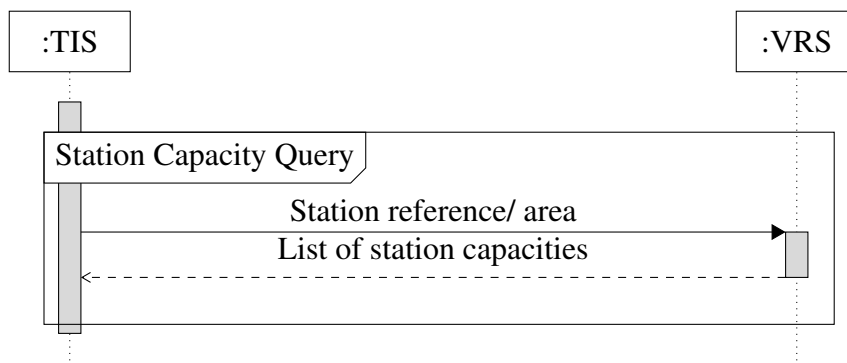 :TIS
:VRS
Station Capacity Query
Station reference/ area
List of station capacities